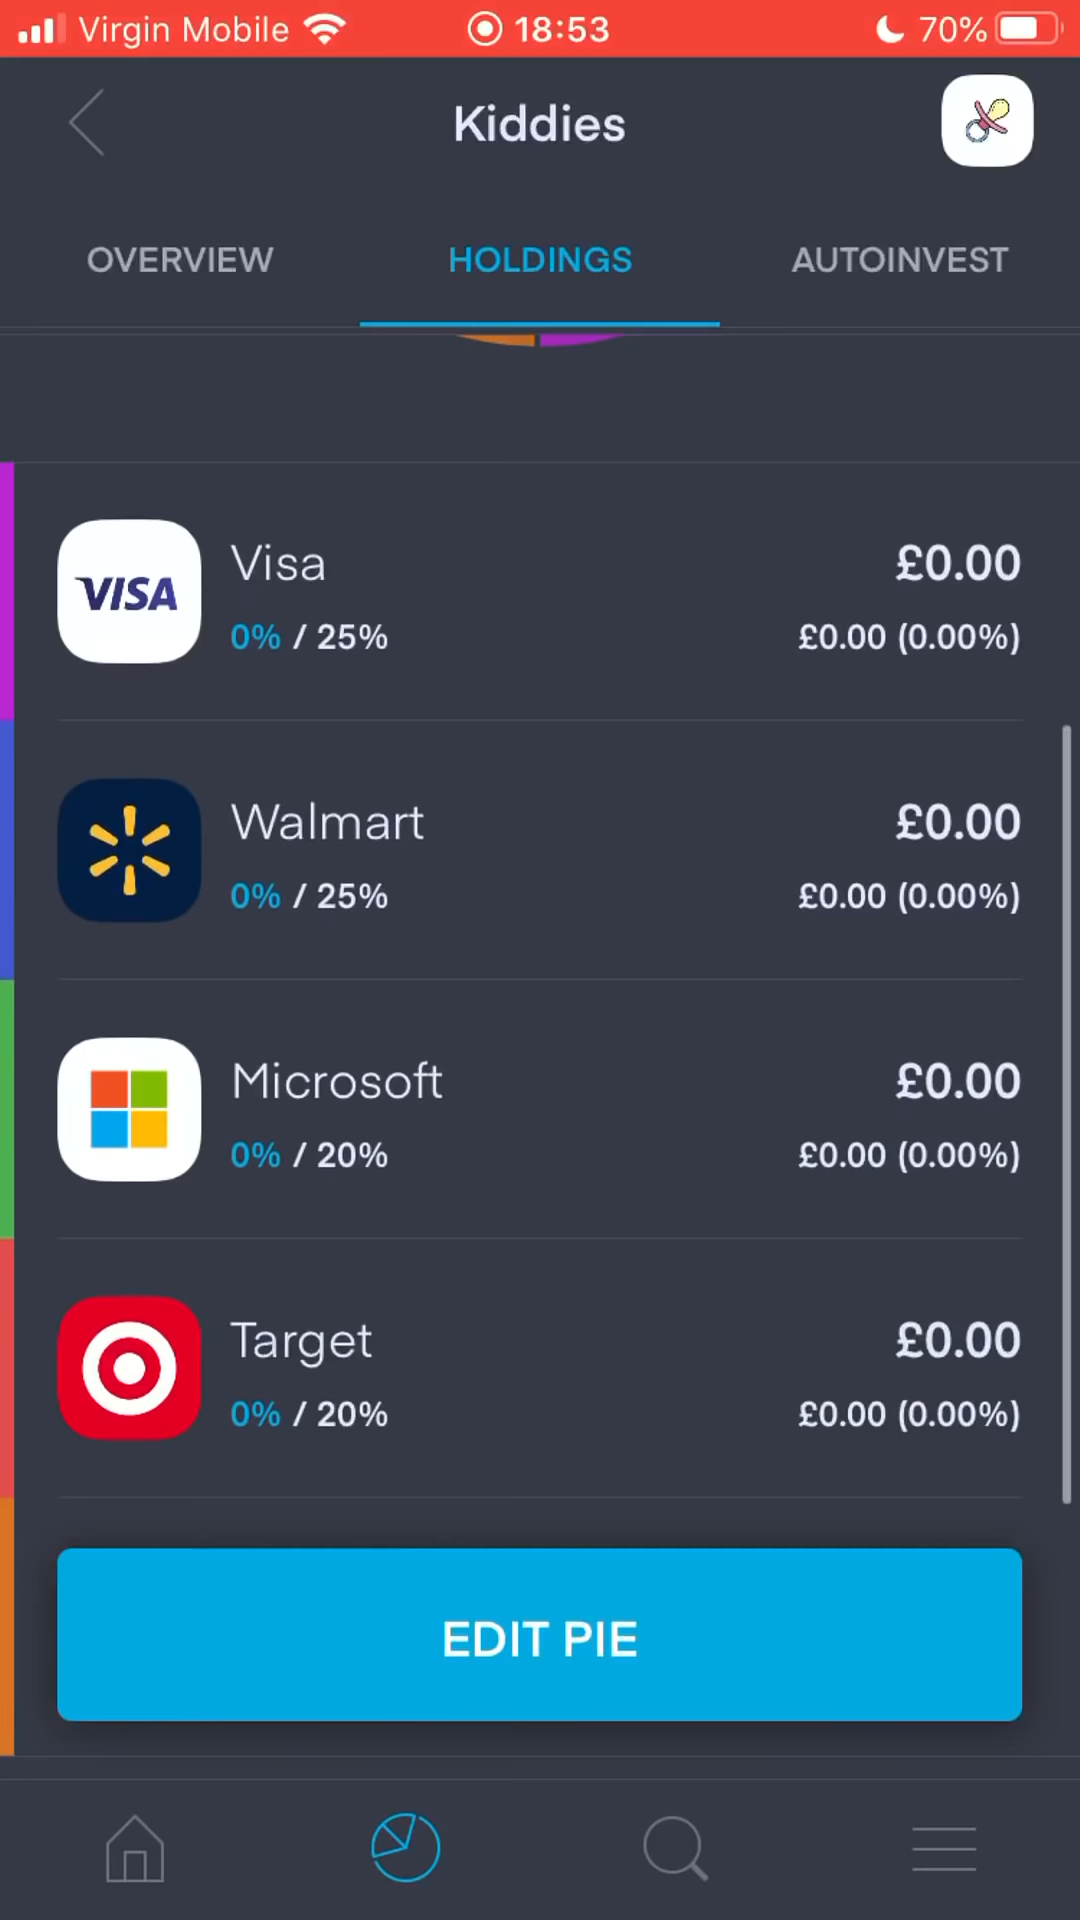 Virgin Mobile 18:53 70%
Kiddies
OVERVIEW HOLDINGS AUTOINVEST
VISA
Visa £0.00
0% / 25% £0.00 (0.00%)
Walmart £0.00
0% / 25% £0.00 (0.00%)
Microsoft £0.00
0% / 20% £0.00 (0.00%)
Target £0.00
0% / 20% £0.00 (0.00%)
EDIT PIE